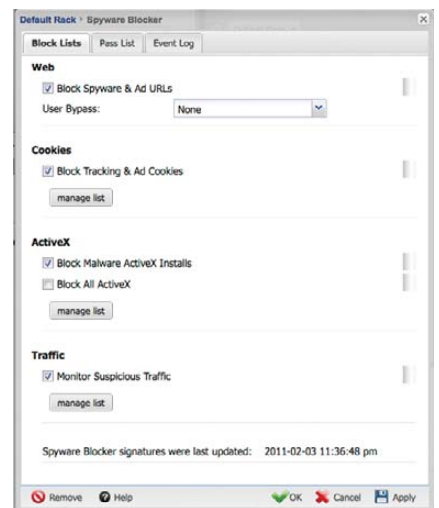 Default Rack › Spyware Blocker
Block Lists
Pass List
Event Log
Web
Block Spyware & Ad URLs
User Bypass: None
Cookies
Block Tracking & Ad Cookies
manage list
ActiveX
Block Malware ActiveX Installs
Block All ActiveX
manage list
Traffic
Monitor Suspicious Traffic
manage list
Spyware Blocker signatures were last updated: 2011-02-03 11:36:48 pm
Remove
Help
OK
Cancel
Apply